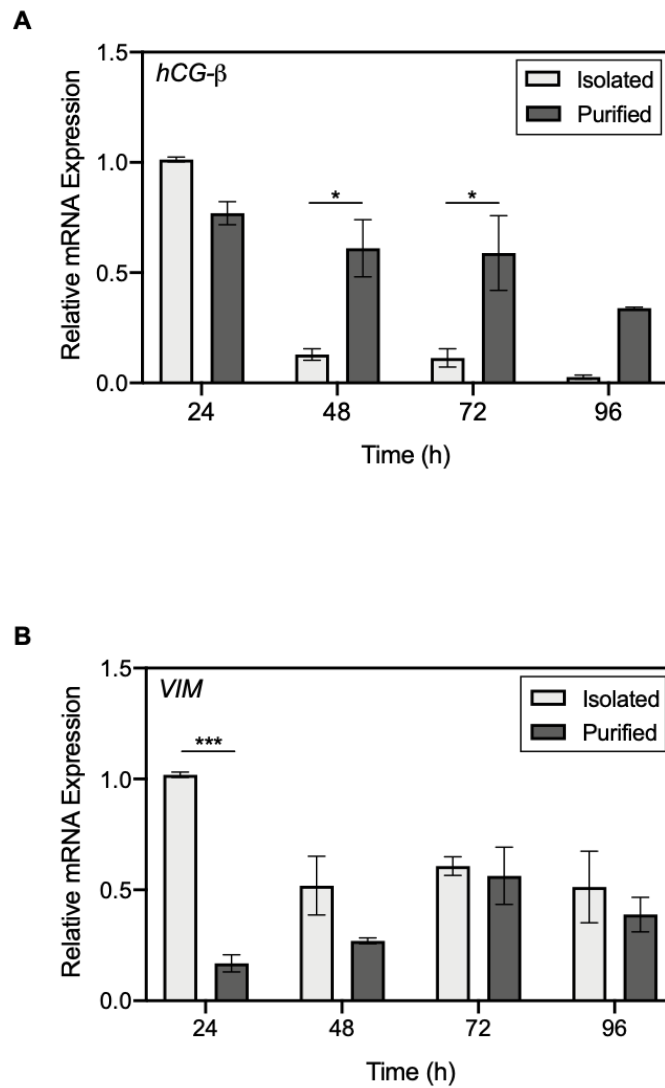 A
hCG-β
Isolated
Purified
Relative mRNA Expression
1.5
1.0
0.5
0.0
*
*
24 48 72 96
Time (h)
B
VIM
Isolated
Purified
Relative mRNA Expression
1.5
1.0
0.5
0.0
***
24 48 72 96
Time (h)